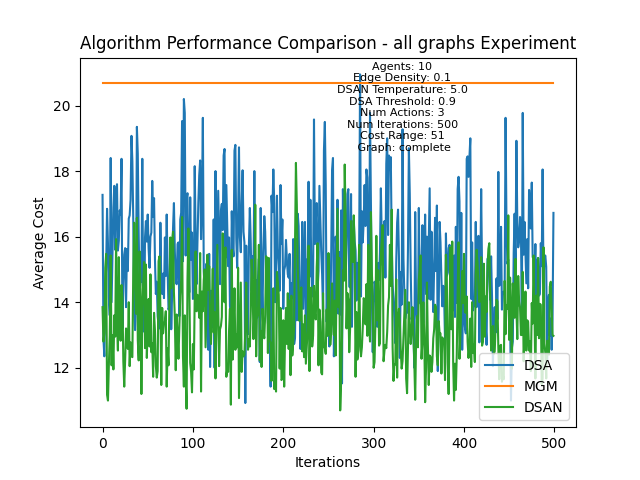 Algorithm Performance Comparison - all graphs Experiment
Agents: 10
Edge Density: 0.1
DSAN Temperature: 5.0
DSA Threshold: 0.9
Num Actions: 3
Num Iterations: 500
Cost Range: 51
Graph: complete
Average Cost
20
18
16
14
12
0
100
200
300
400
500
Iterations
DSA
MGM
DSAN